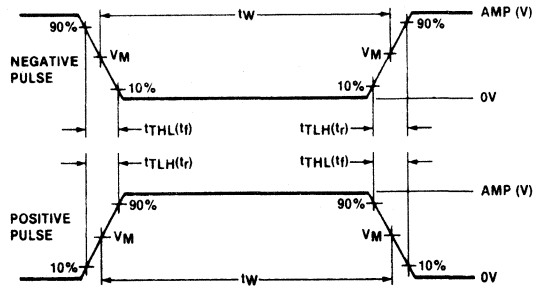 tW
AMP (V)
90%
90%
VM
VM
NEGATIVE
PULSE
10%
10%
0V
tTHL(tf)
tTLH(tr)
tTLH(tr)
tTHL(tf)
AMP (V)
90%
90%
POSITIVE
PULSE
VM
VM
10%
10%
tW
0V